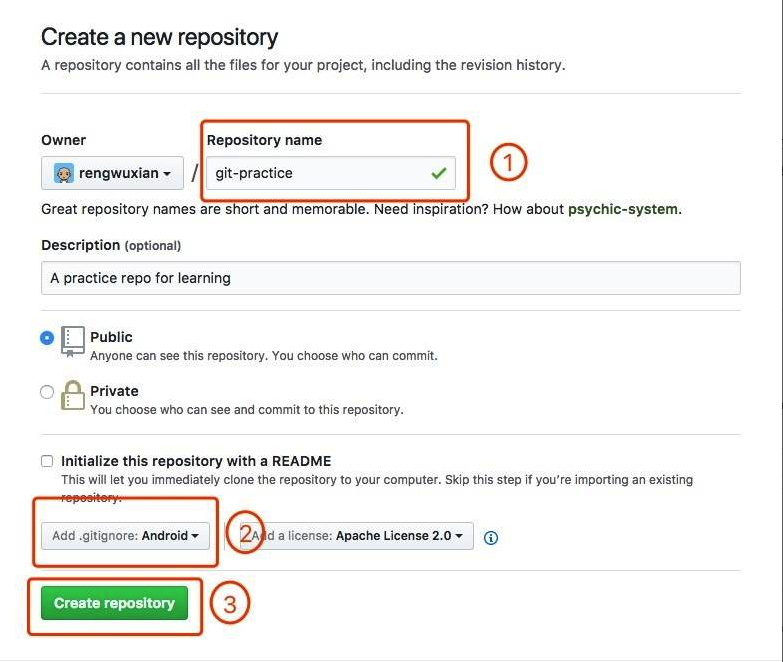 Create a new repository
A repository contains all the files for your project, including the revision history.
Owner
Repository name
rengwuxian / git-practice
1
Great repository names are short and memorable. Need inspiration? How about psychic-system.
Description (optional)
A practice repo for learning
Public
Anyone can see this repository. You choose who can commit.
Private
You choose who can see and commit to this repository.
Initialize this repository with a README
This will let you immediately clone the repository to your computer. Skip this step if you’re importing an existing
repository.
Add .gitignore: Android
2
Add a license: Apache License 2.0
Create repository
3